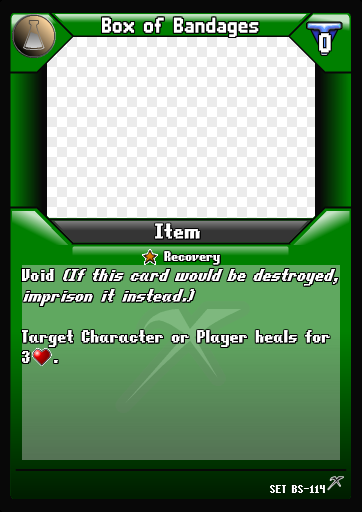 Box of Bandages
0
Item
Recovery
Void (If this card would be destroyed,
imprison it instead.)
Target Character or Player heals for
3❤.
SET BS-114